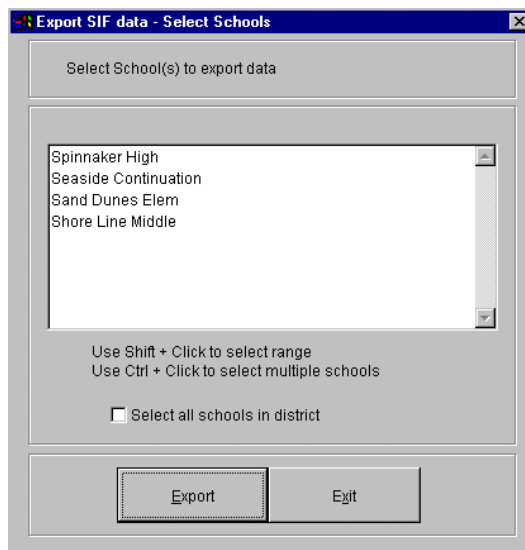 Export SIF data - Select Schools
Select School(s) to export data
Spinnaker High
Seaside Continuation
Sand Dunes Elem
Shore Line Middle
Use Shift + Click to select range
Use Ctrl + Click to select multiple schools
Select all schools in district
Export
Exit